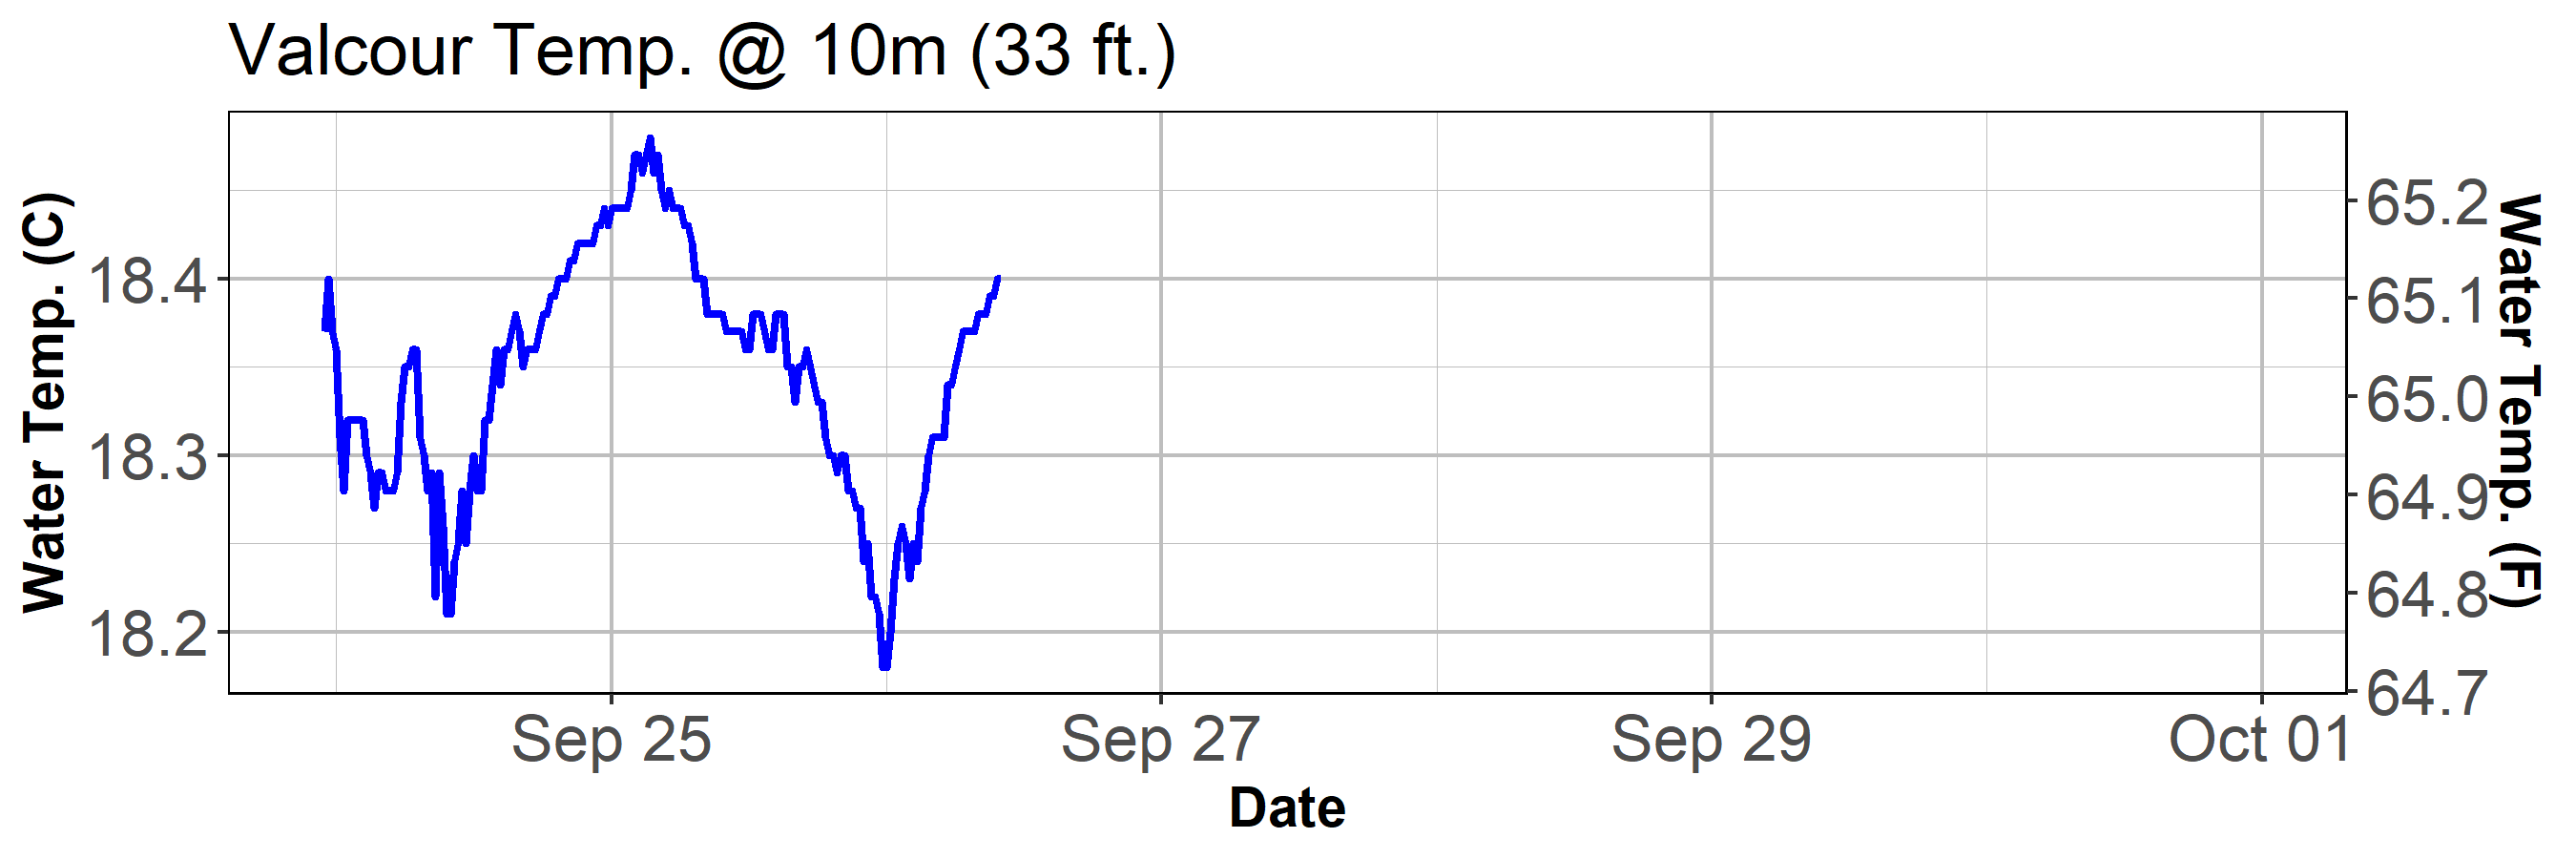 Valcour Temp. @ 10m (33 ft.)
Water Temp. (C)
18.4
18.3
18.2
65.2
65.1
65.0
64.9
64.8
64.7
Water Temp. (F)
Sep 25
Sep 27
Sep 29
Oct 01
Date